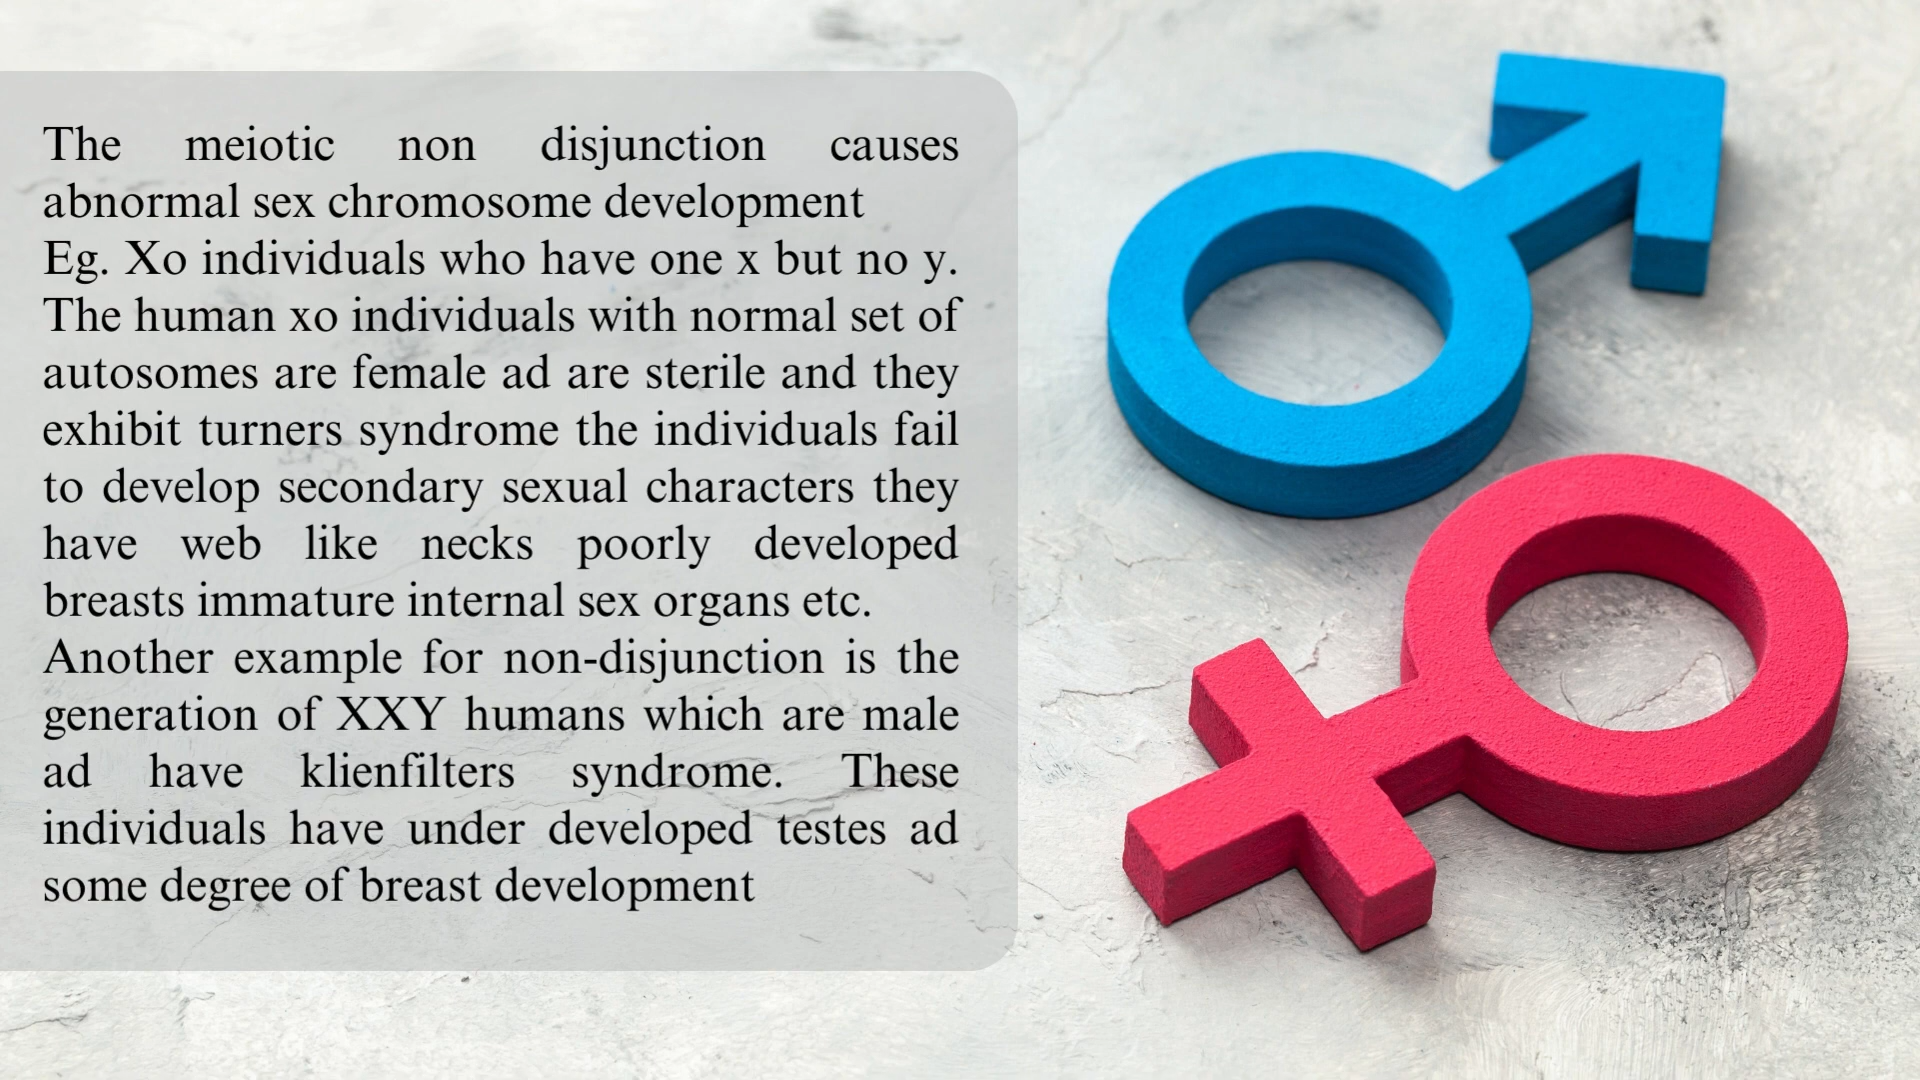 The meiotic non disjunction causes
abnormal sex chromosome development
Eg. Xo individuals who have one x but no y.
The human xo individuals with normal set of
autosomes are female ad are sterile and they
exhibit turners syndrome the individuals fail
to develop secondary sexual characters they
have web like necks poorly developed
breasts immature internal sex organs etc.
Another example for non-disjunction is the
generation of XXY humans which are male
ad have klienfilters syndrome. These
individuals have under developed testes ad
some degree of breast development